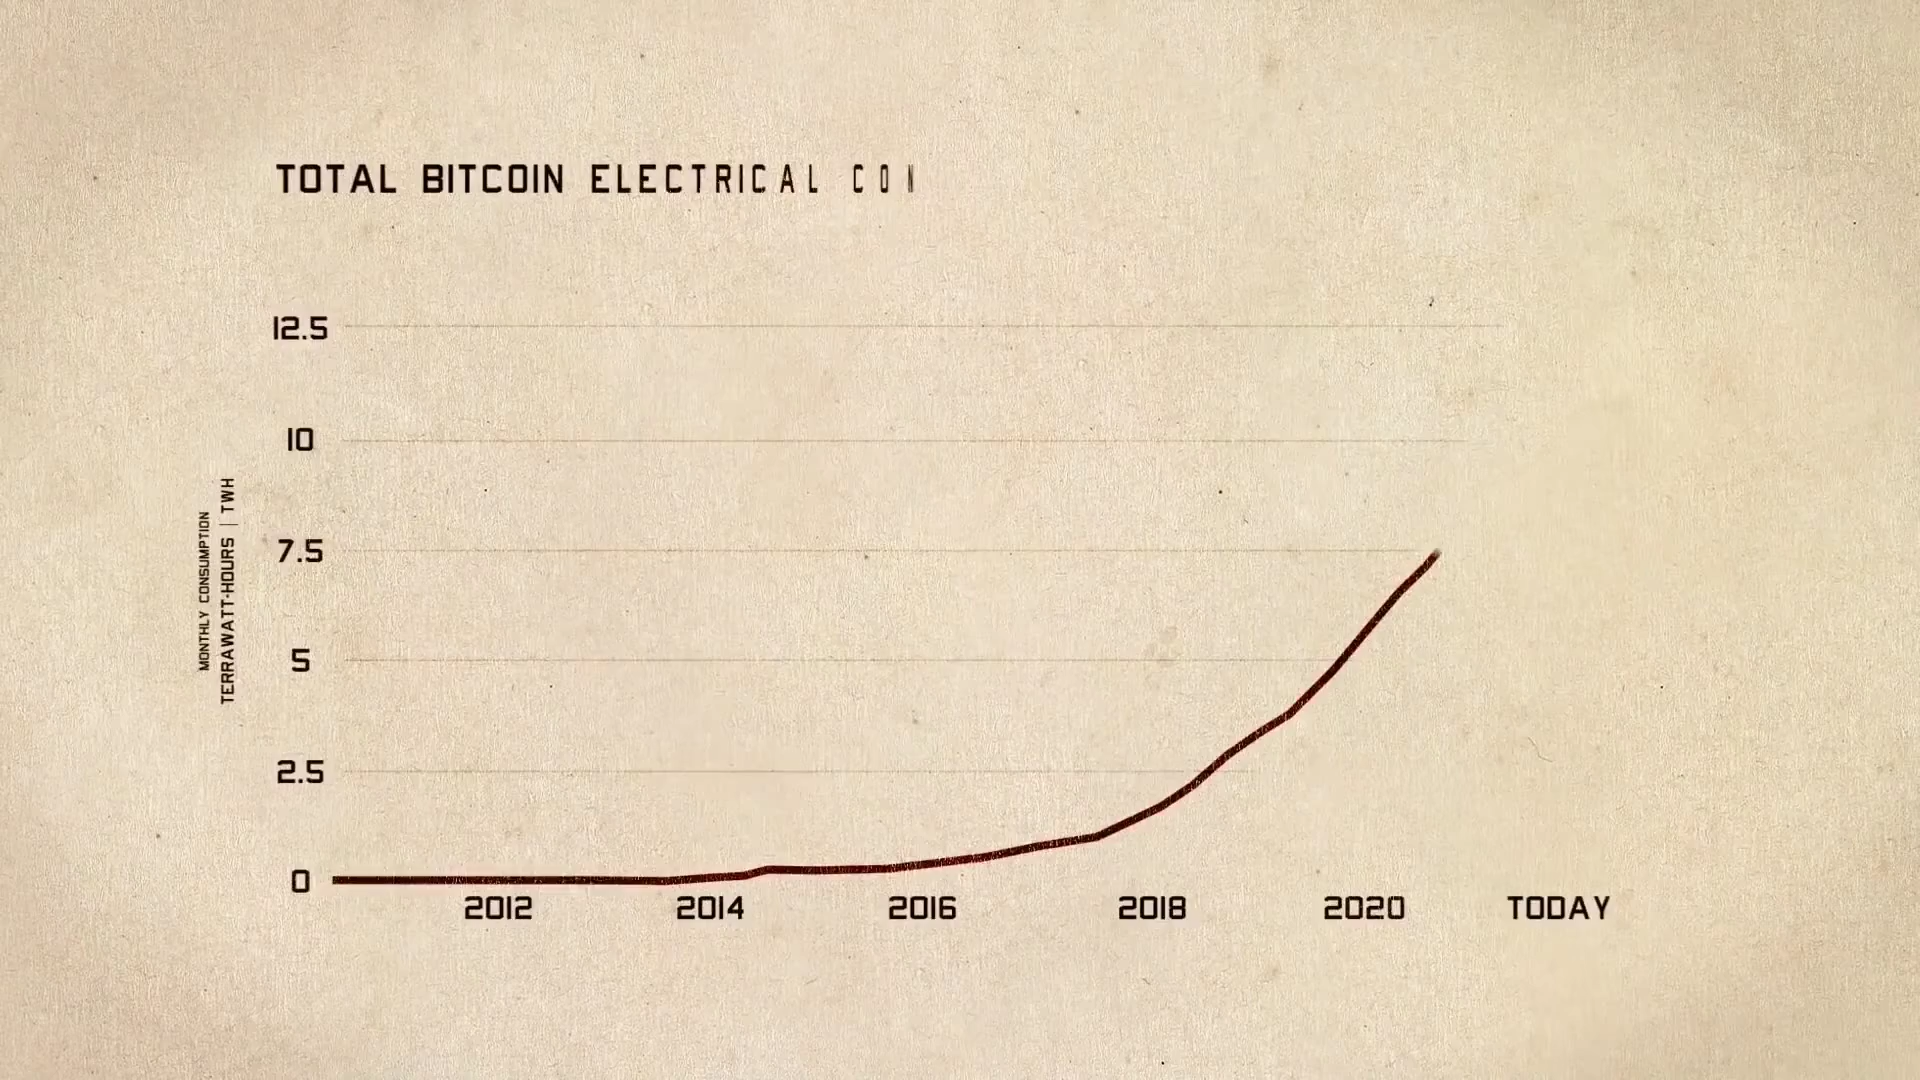 TOTAL BITCOIN ELECTRICAL CON
12.5
10
7.5
5
2.5
0
MONTHLY CONSUMPTION
TERRAWATT-HOURS | TWH
2012 2014 2016 2018 2020 TODAY